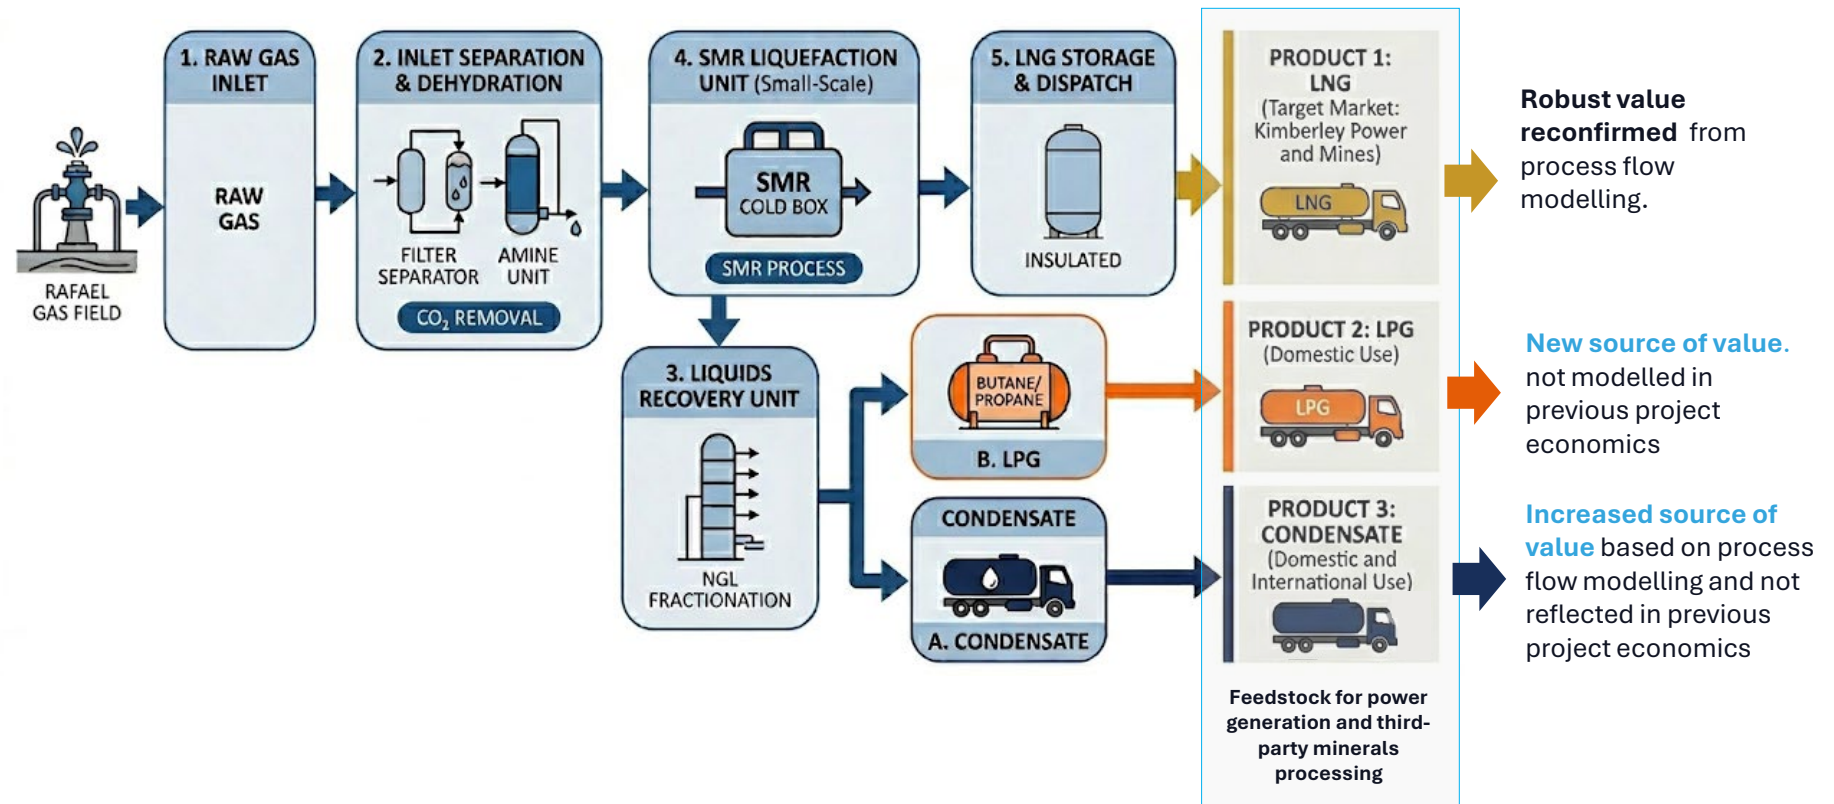 RAFAEL
GAS FIELD
1. RAW GAS
INLET
RAW
GAS
2. INLET SEPARATION
& DEHYDRATION
FILTER
SEPARATOR
AMINE
UNIT
CO₂ REMOVAL
4. SMR LIQUEFACTION
UNIT (Small-Scale)
SMR
COLD BOX
SMR PROCESS
5. LNG STORAGE
& DISPATCH
INSULATED
3. LIQUIDS
RECOVERY UNIT
NGL
FRACTIONATION
BUTANE/
PROPANE
B. LPG
CONDENSATE
A. CONDENSATE
PRODUCT 1:
LNG
(Target Market:
Kimberley Power
and Mines)
LNG
PRODUCT 2: LPG
(Domestic Use)
LPG
PRODUCT 3:
CONDENSATE
(Domestic and
International Use)
Feedstock for power
generation and third-
party minerals
processing
Robust value
reconfirmed from
process flow
modelling.
New source of value.
not modelled in
previous project
economics
Increased source of
value based on process
flow modelling and not
reflected in previous
project economics